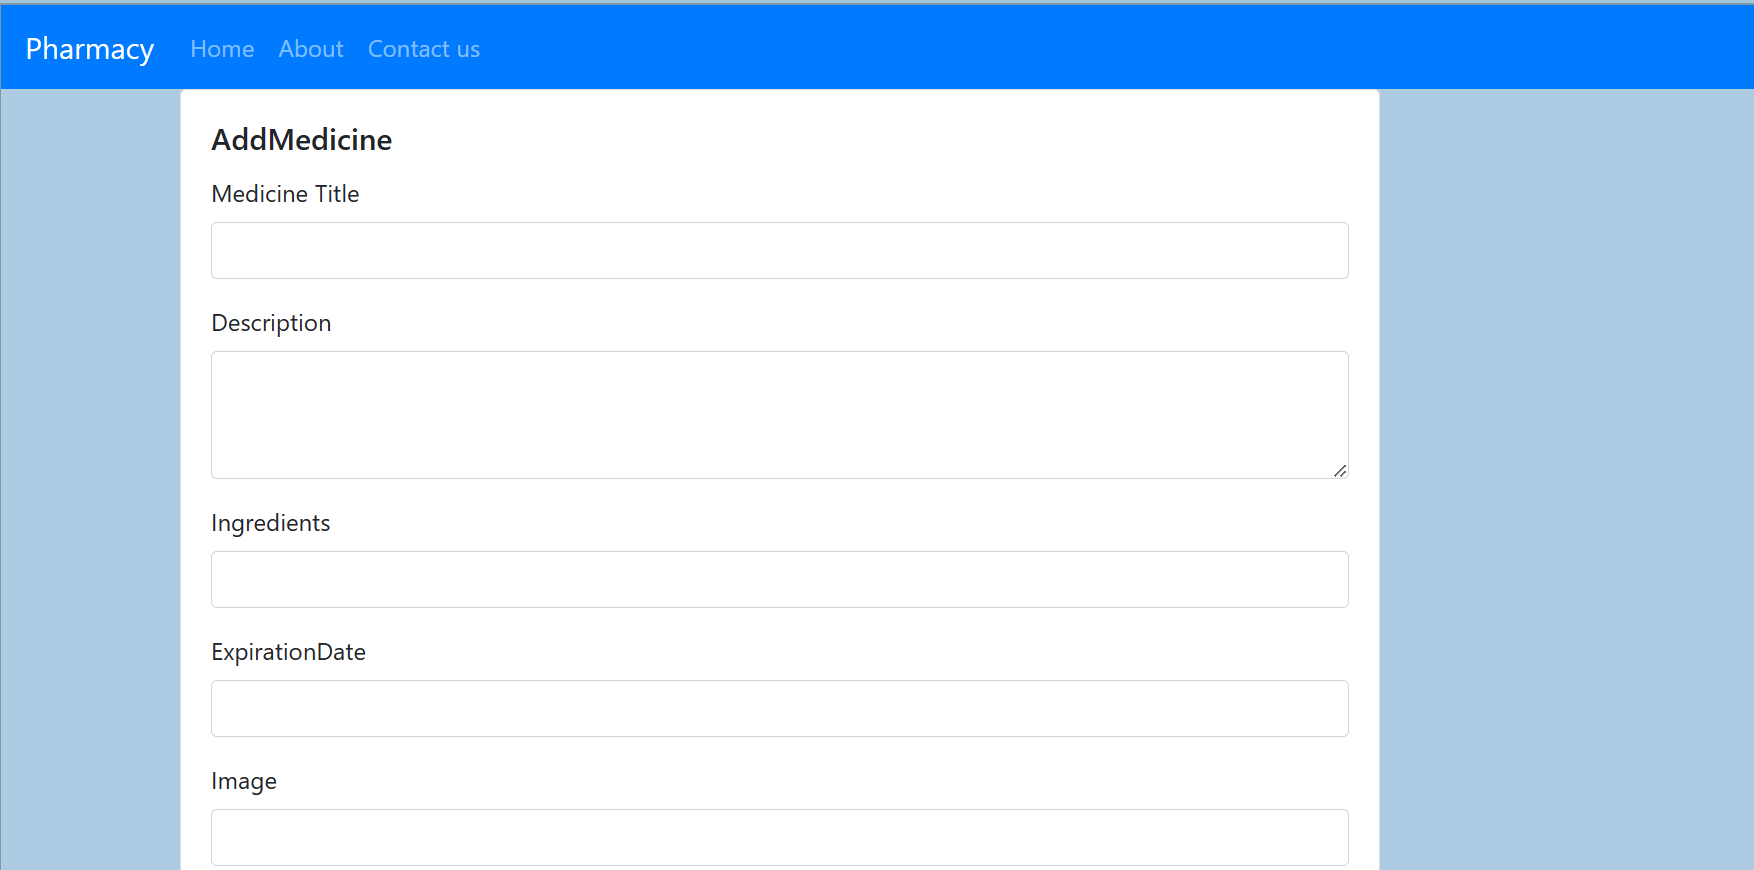 Pharmacy Home About Contact us
AddMedicine
Medicine Title
Description
Ingredients
ExpirationDate
Image